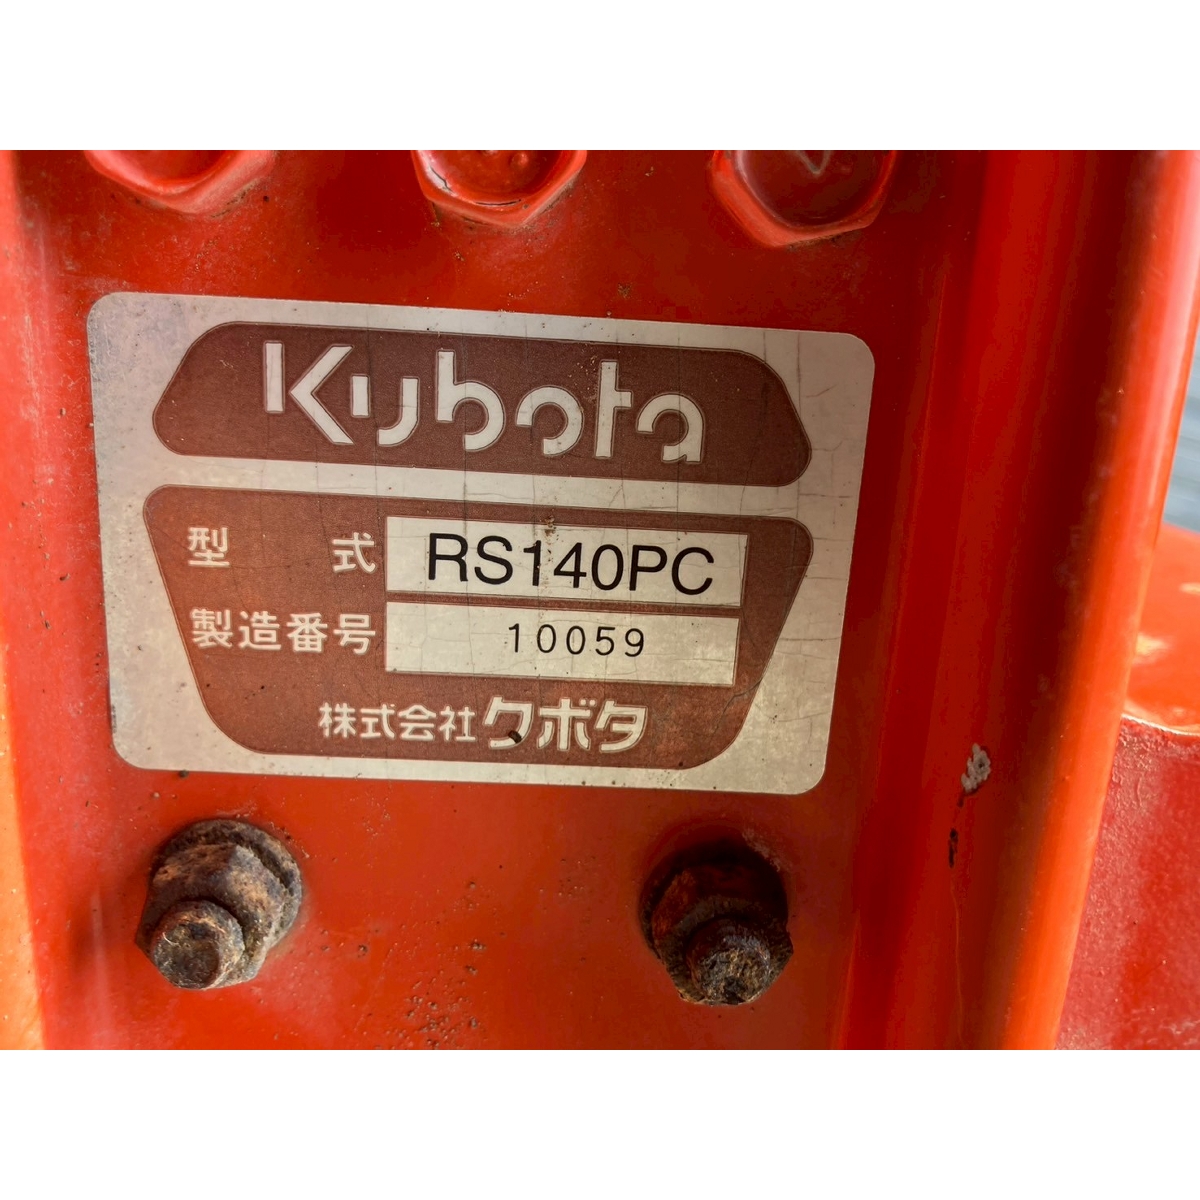 Kubota
型式 RS140PC
製造番号 10059
株式会社クボタ